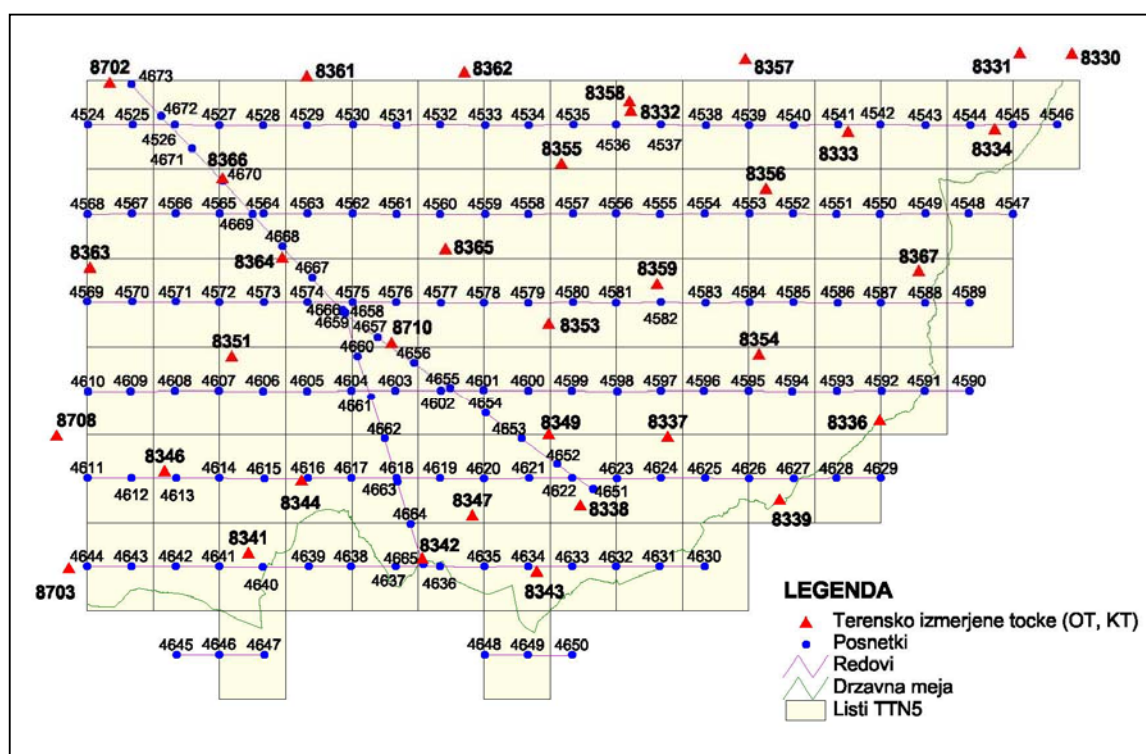 8702 4673 8361 8362 8357 8331 8330
8358 8332
4524 4525 4672 4527 4528 4529 4530 4531 4532 4533 4534 4535 4538 4539 4540 4541 4542 4543 4544 4545 4546
4526 4536 4537 8333 8334
4671 8366 8355
4670 8356
4568 4567 4566 4565 4564 4563 4562 4561 4560 4559 4558 4557 4556 4555 4554 4553 4552 4551 4550 4549 4548 4547
4669
4668
8363 8364 8365 8367
4667 8359
4569 4570 4571 4572 4573 4574 4575 4576 4577 4578 4579 4580 4581 4583 4584 4585 4586 4587 4588 4589
4666 4658 4582
4659 8353
4657 8710
8351 4660 4656 8354
4610 4609 4608 4607 4606 4605 4604 4603 4655 4601 4600 4599 4598 4597 4596 4595 4594 4593 4592 4591 4590
4661 4602 4654
8708 4662 4653 8349 8337 8336
8346 4652
4611 4614 4615 4616 4617 4618 4619 4620 4621 4623 4624 4625 4626 4627 4628 4629
4612 4613 8344 4663 4622 4651
8347 8338 8339
4664
8341 8342
4644 4643 4642 4641 4639 4638 4665 4635 4634 4633 4632 4631 4630
8703 4640 4637 4636 8343
4645 4646 4647 4648 4649 4650
LEGENDA
Terensko izmerjene tocke (OT, KT)
Posnetki
Redovi
Drzavna meja
Listi TTN5